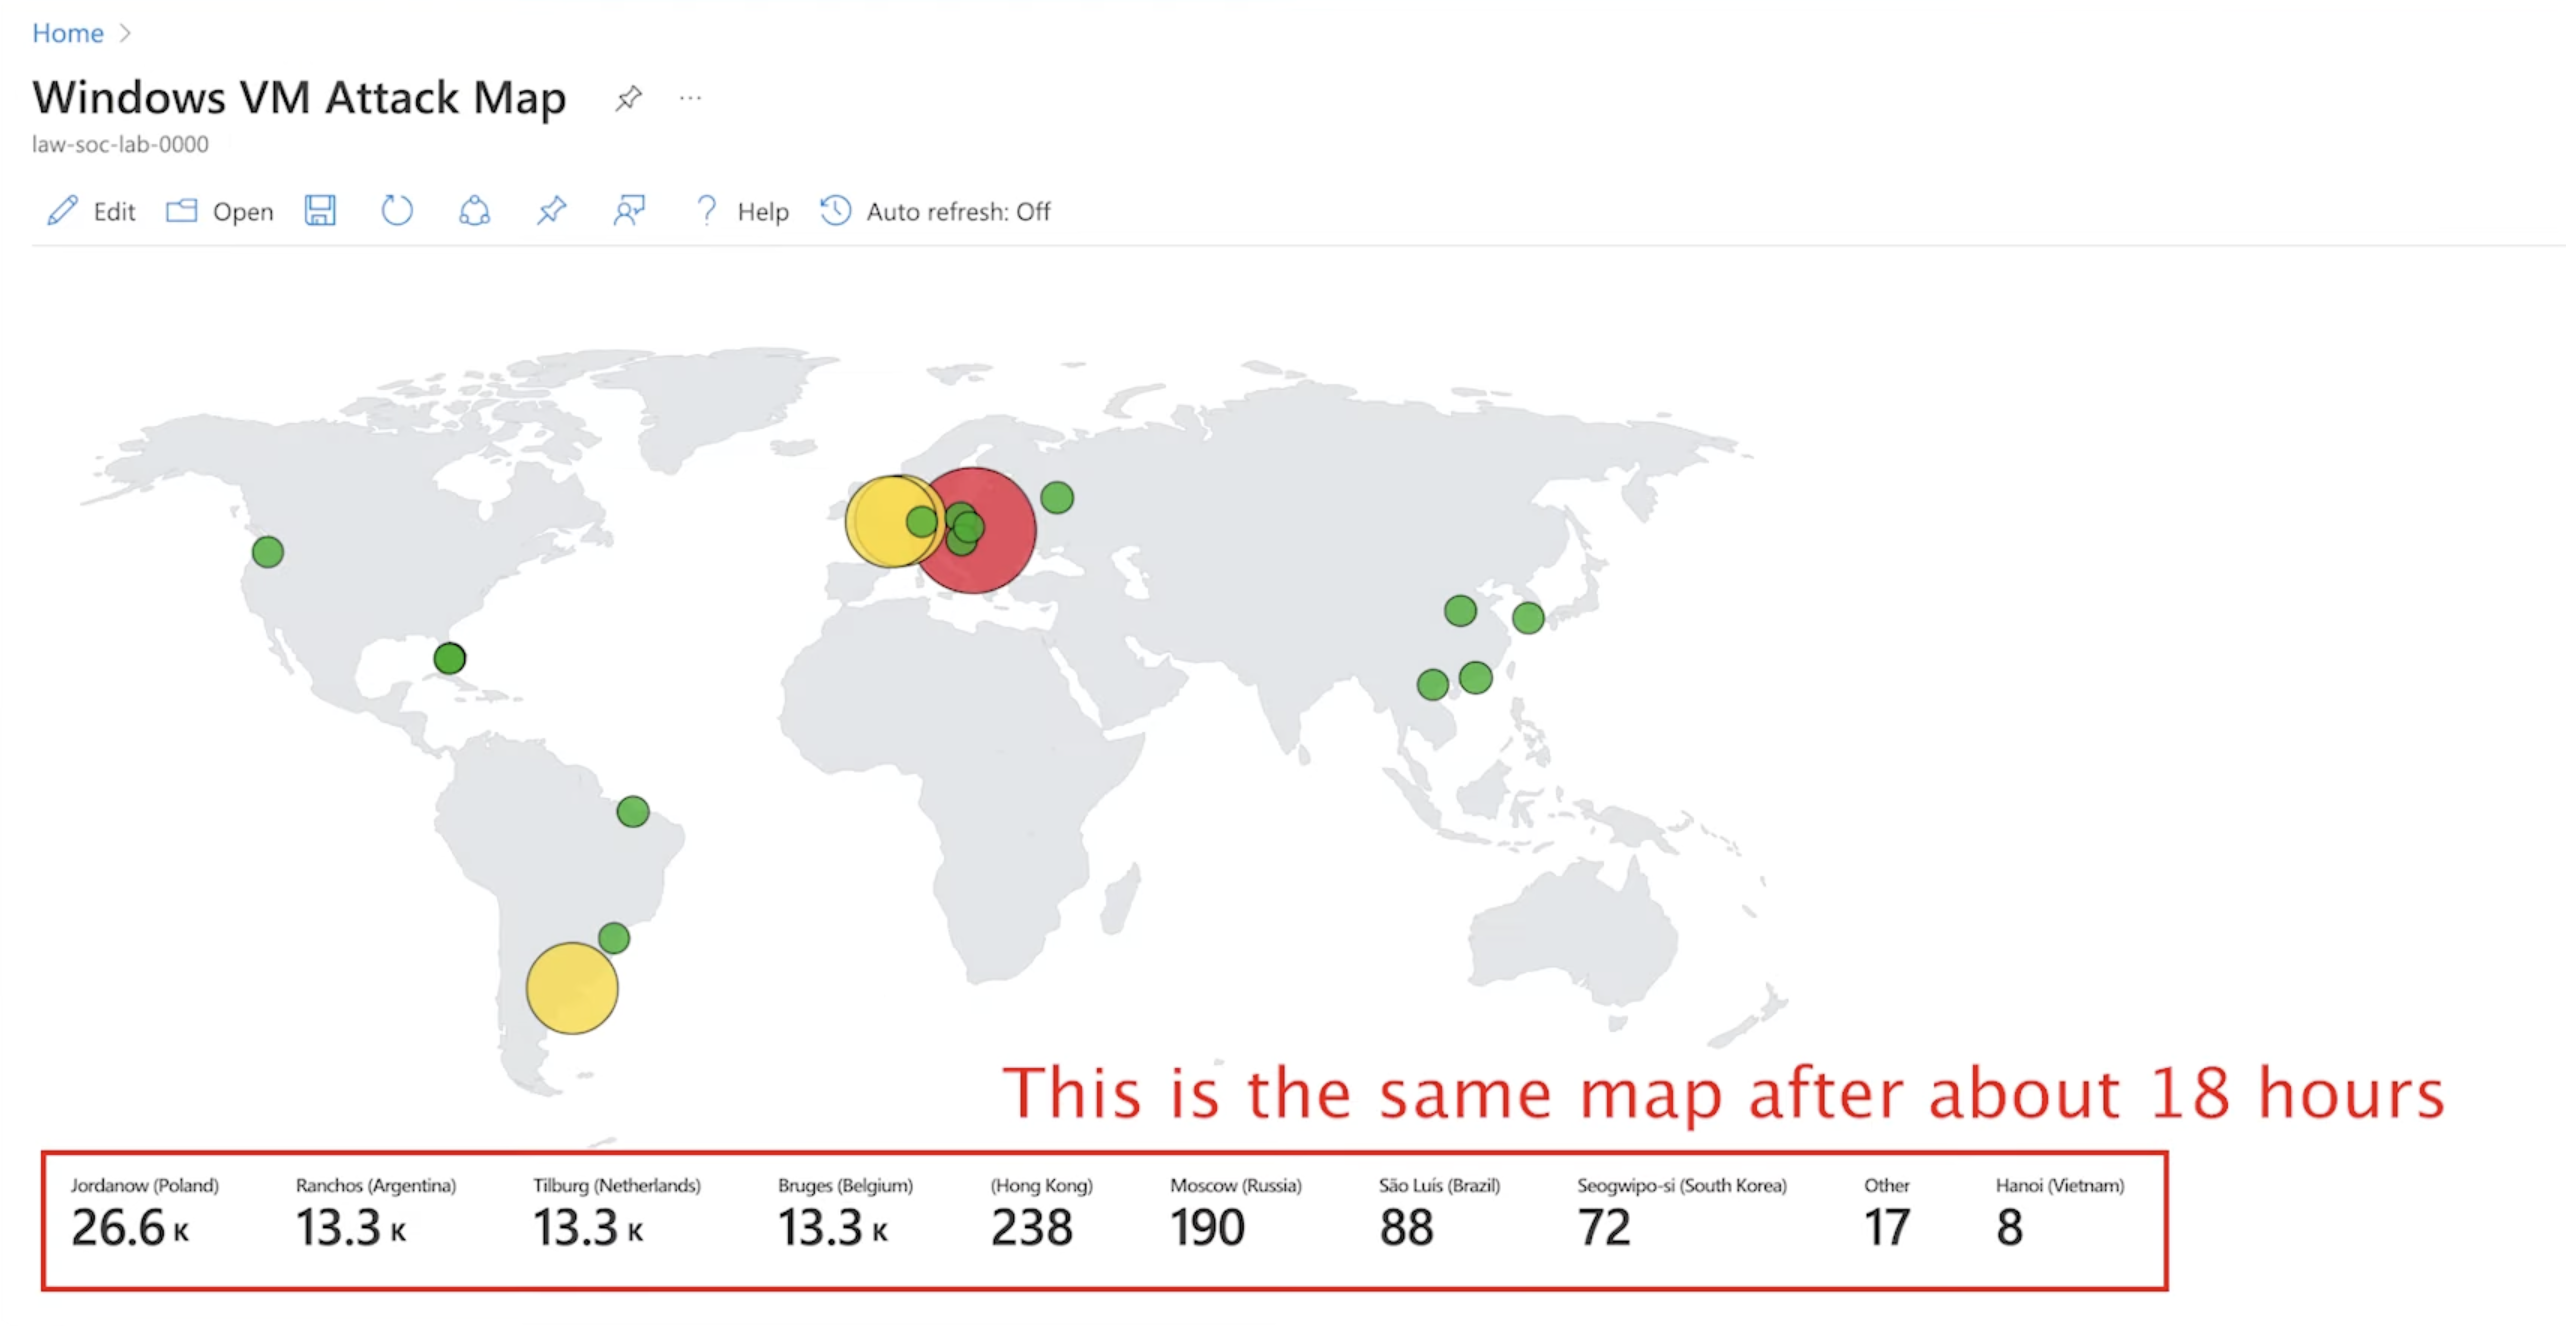 Home
Windows VM Attack Map ...
law-soc-lab-0000
Edit Open ? Help Auto refresh: Off
This is the same map after about 18 hours
Jordanow (Poland) Ranchos (Argentina) Tilburg (Netherlands) Bruges (Belgium) (Hong Kong) Moscow (Russia) São Luís (Brazil) Seogwipo-si (South Korea) Other Hanoi (Vietnam)
26.6 K 13.3 K 13.3 K 13.3 K 238 190 88 72 17 8